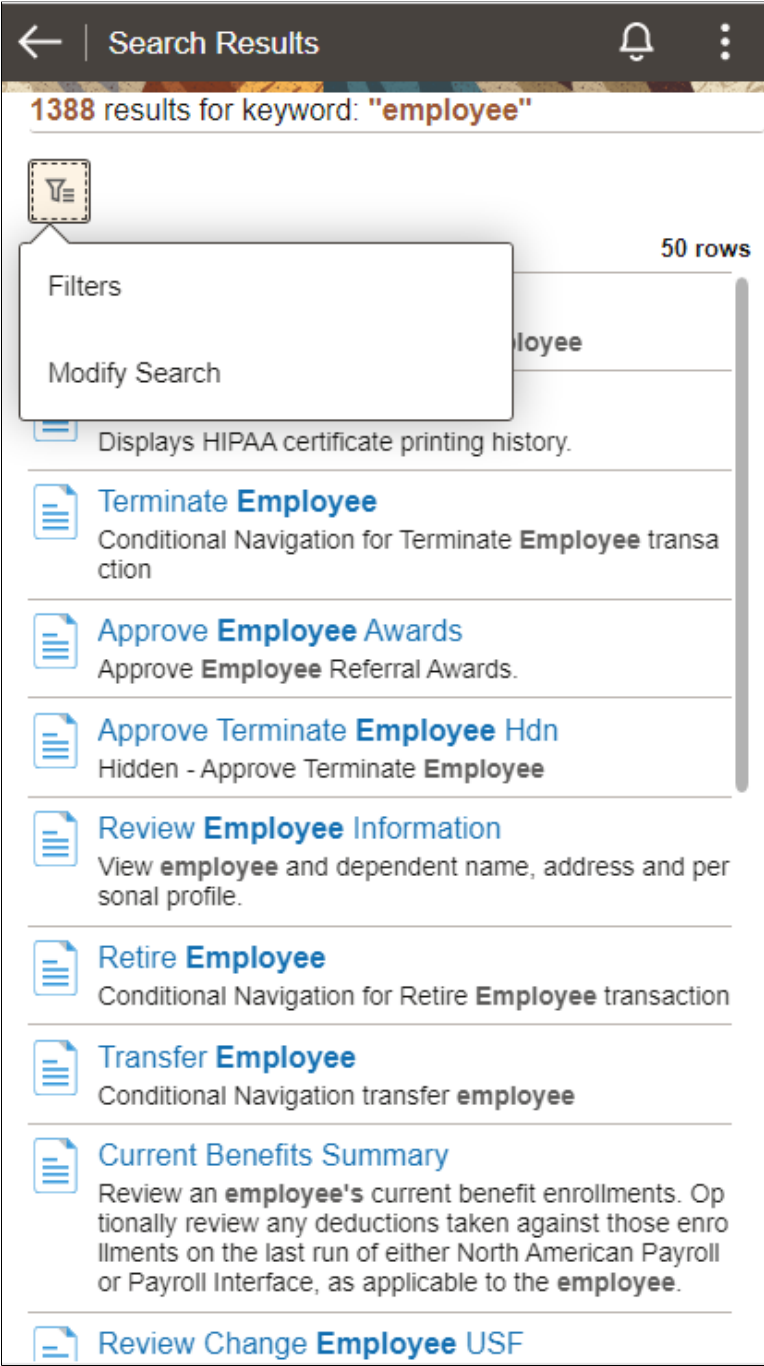 Search Results
1388 results for keyword: "employee"
50 rows
Filters
Modify Search
Displays HIPAA certificate printing history.
Terminate Employee
Conditional Navigation for Terminate Employee transa
ction
Approve Employee Awards
Approve Employee Referral Awards.
Approve Terminate Employee Hdn
Hidden - Approve Terminate Employee
Review Employee Information
View employee and dependent name, address and per
sonal profile.
Retire Employee
Conditional Navigation for Retire Employee transaction
Transfer Employee
Conditional Navigation transfer employee
Current Benefits Summary
Review an employee's current benefit enrollments. Op
tionally review any deductions taken against those enro
llments on the last run of either North American Payroll
or Payroll Interface, as applicable to the employee.
Review Change Employee USF